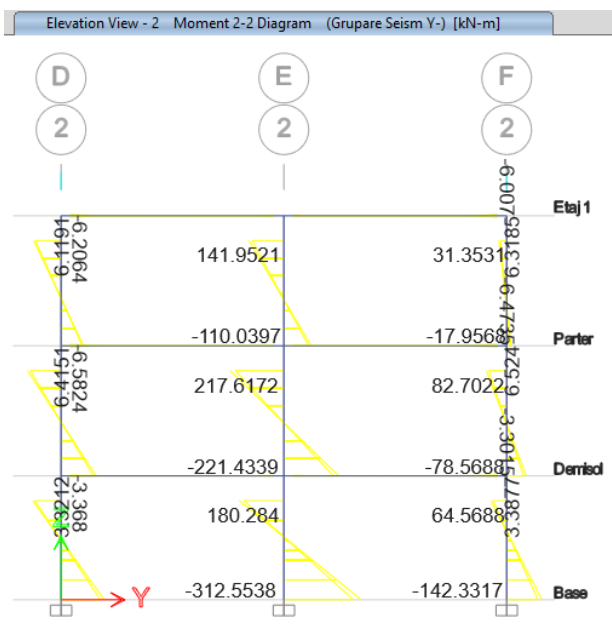 Elevation View - 2 Moment 2-2 Diagram (Grupare Seism Y-) [kN-m]
D E F
2 2 2
Etaj 1
6.1191 -6.2064 141.9521 31.3531
-110.0397 -17.9568 Parter
6.4151 -6.5824 217.6172 82.7022
-221.4339 -78.5688 Demisol
3.3212 -3.368 180.284 64.5688
-312.5538 -142.3317 Base
Y